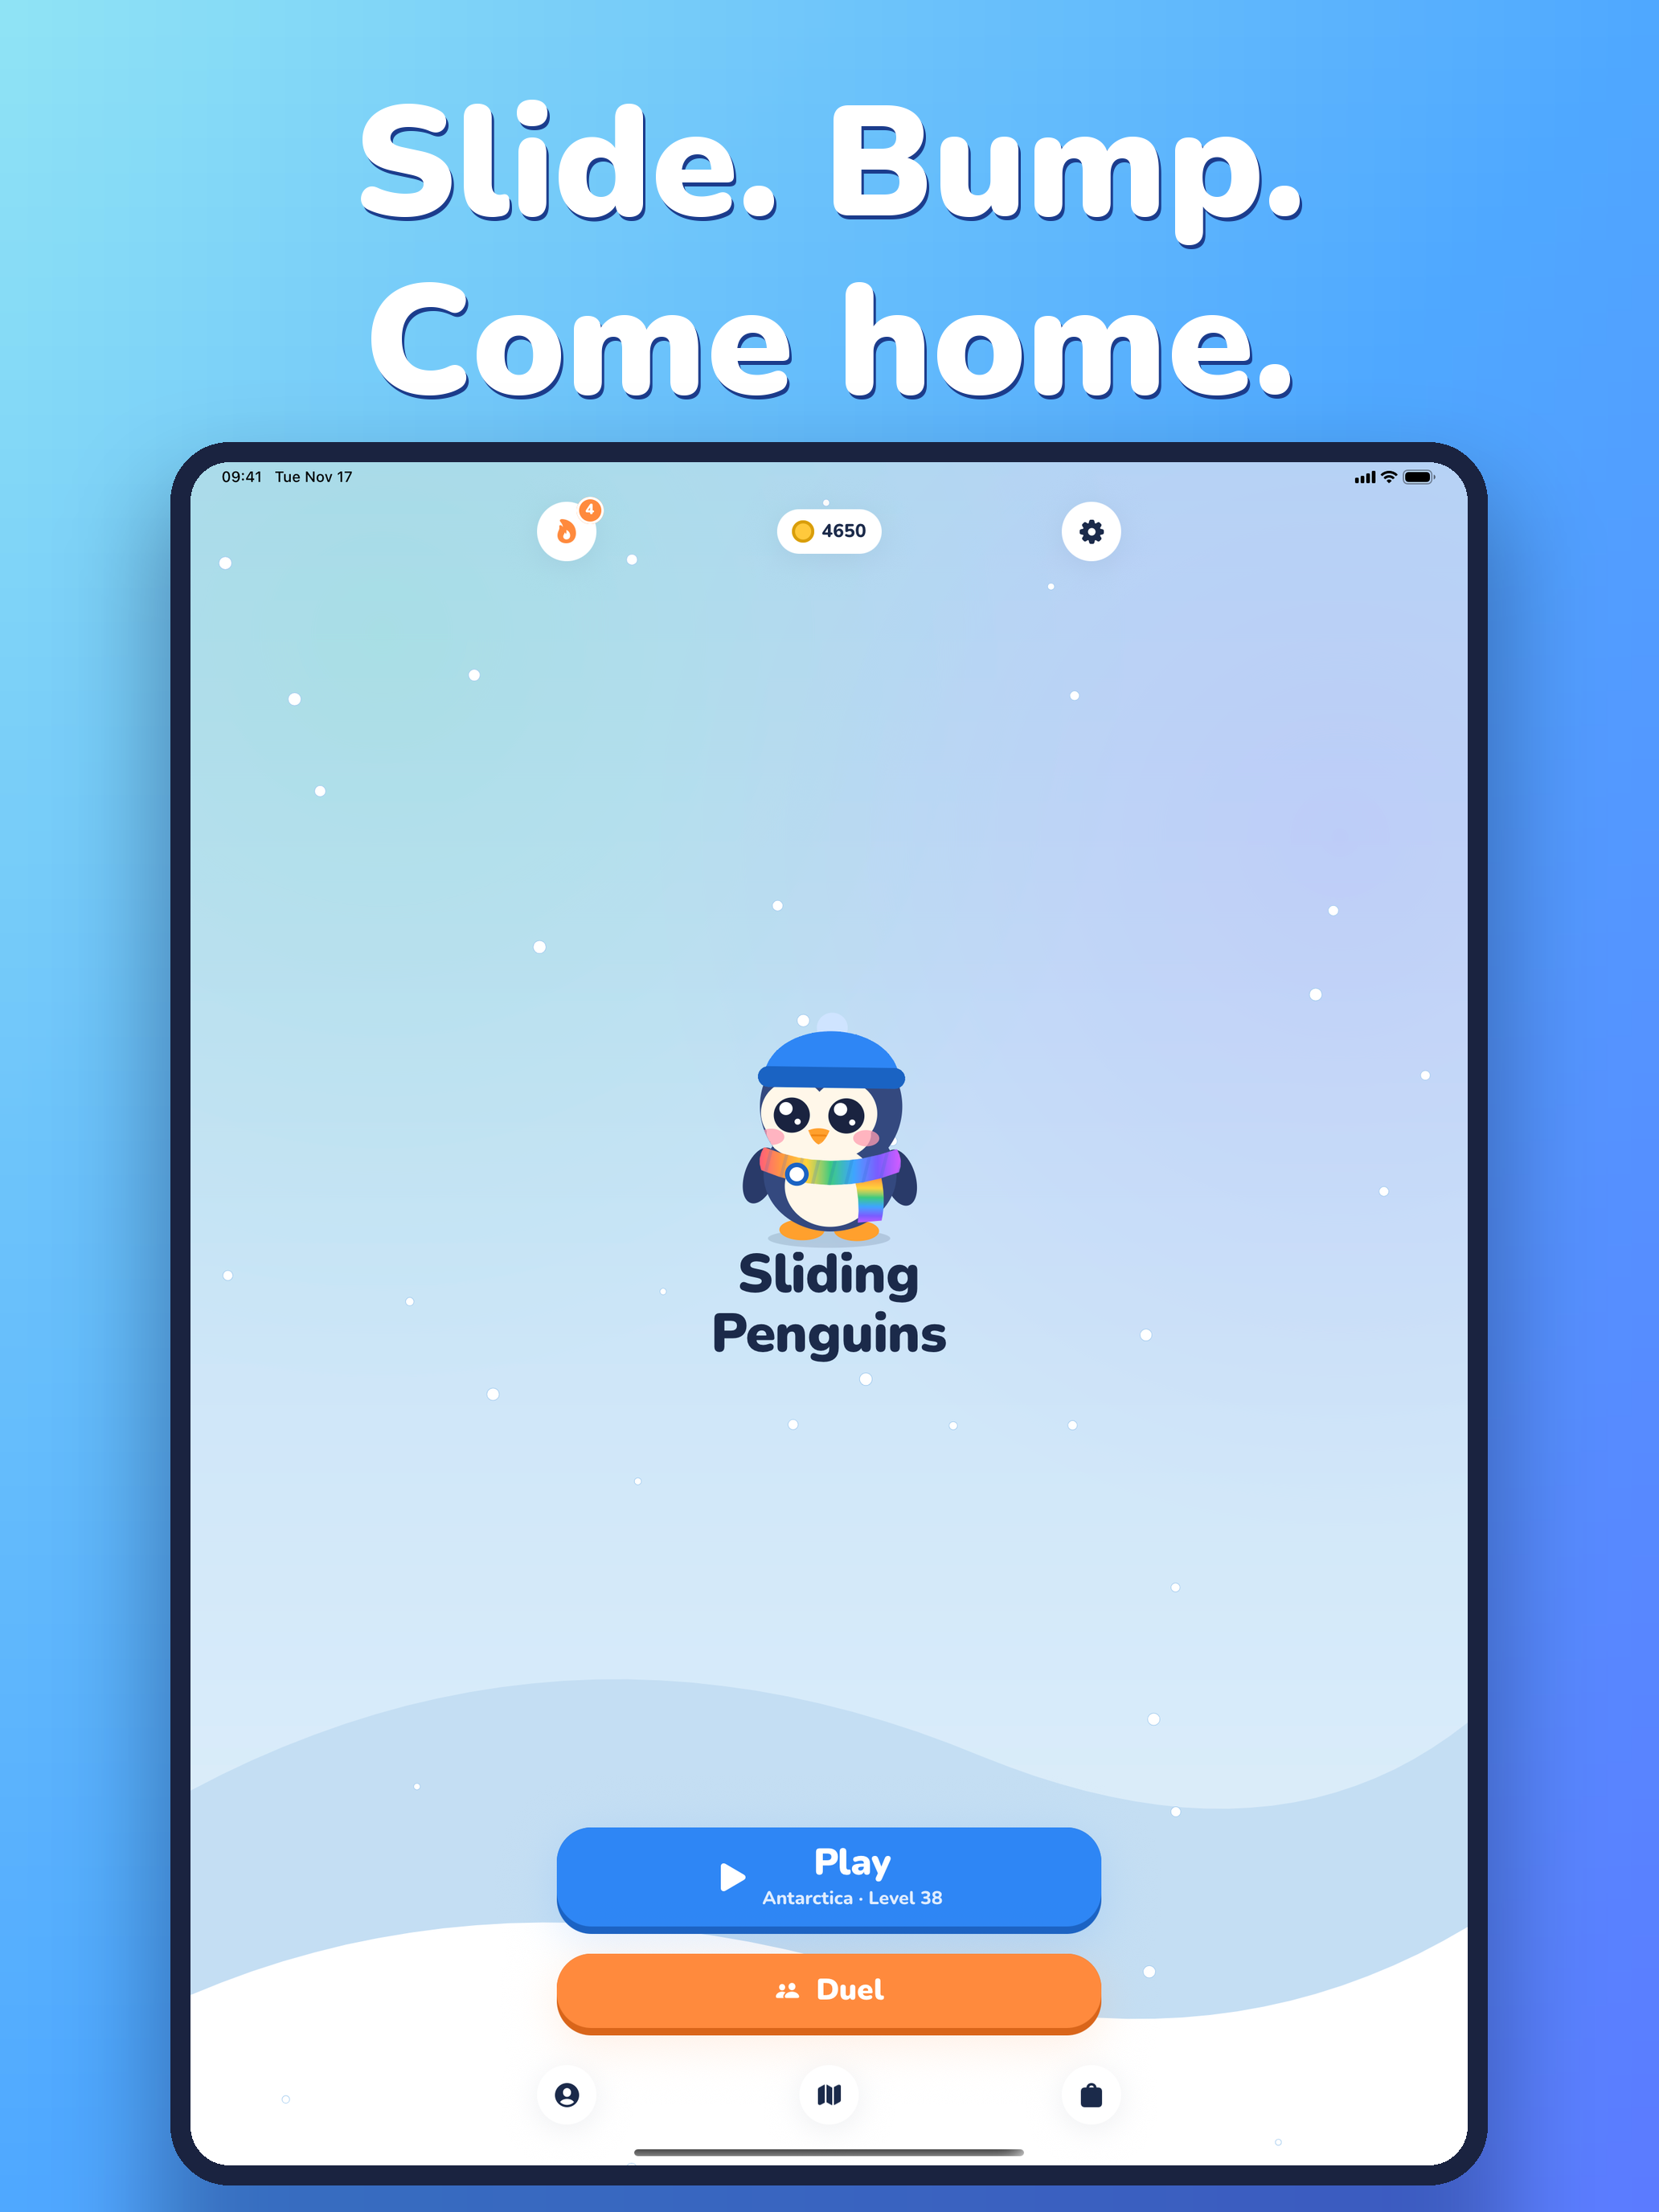 Slide. Bump.
Come home.
09:41 Tue Nov 17
4
4650
Sliding
Penguins
Play
Antarctica · Level 38
Duel